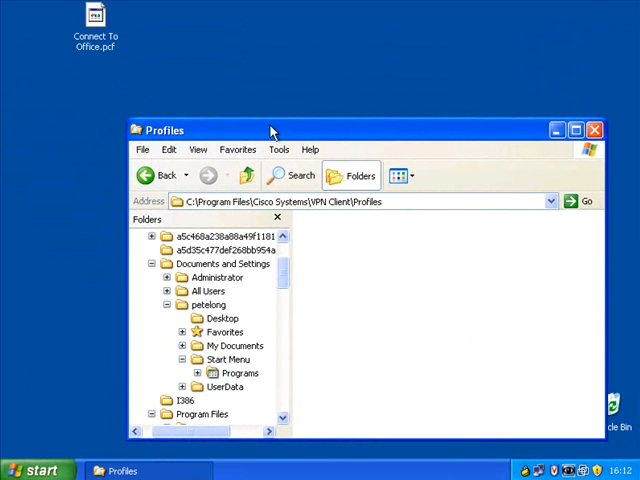 Connect To
Office.pcf
Profiles
File Edit View Favorites Tools Help
Back Search Folders
Address C:\Program Files\Cisco Systems\VPN Client\Profiles Go
Folders
a5c468a238a88a49f1181
a5d35c477def268bb954a
Documents and Settings
Administrator
All Users
petelong
Desktop
Favorites
My Documents
Start Menu
Programs
UserData
I386
Program Files
cle Bin
start Profiles 16:12